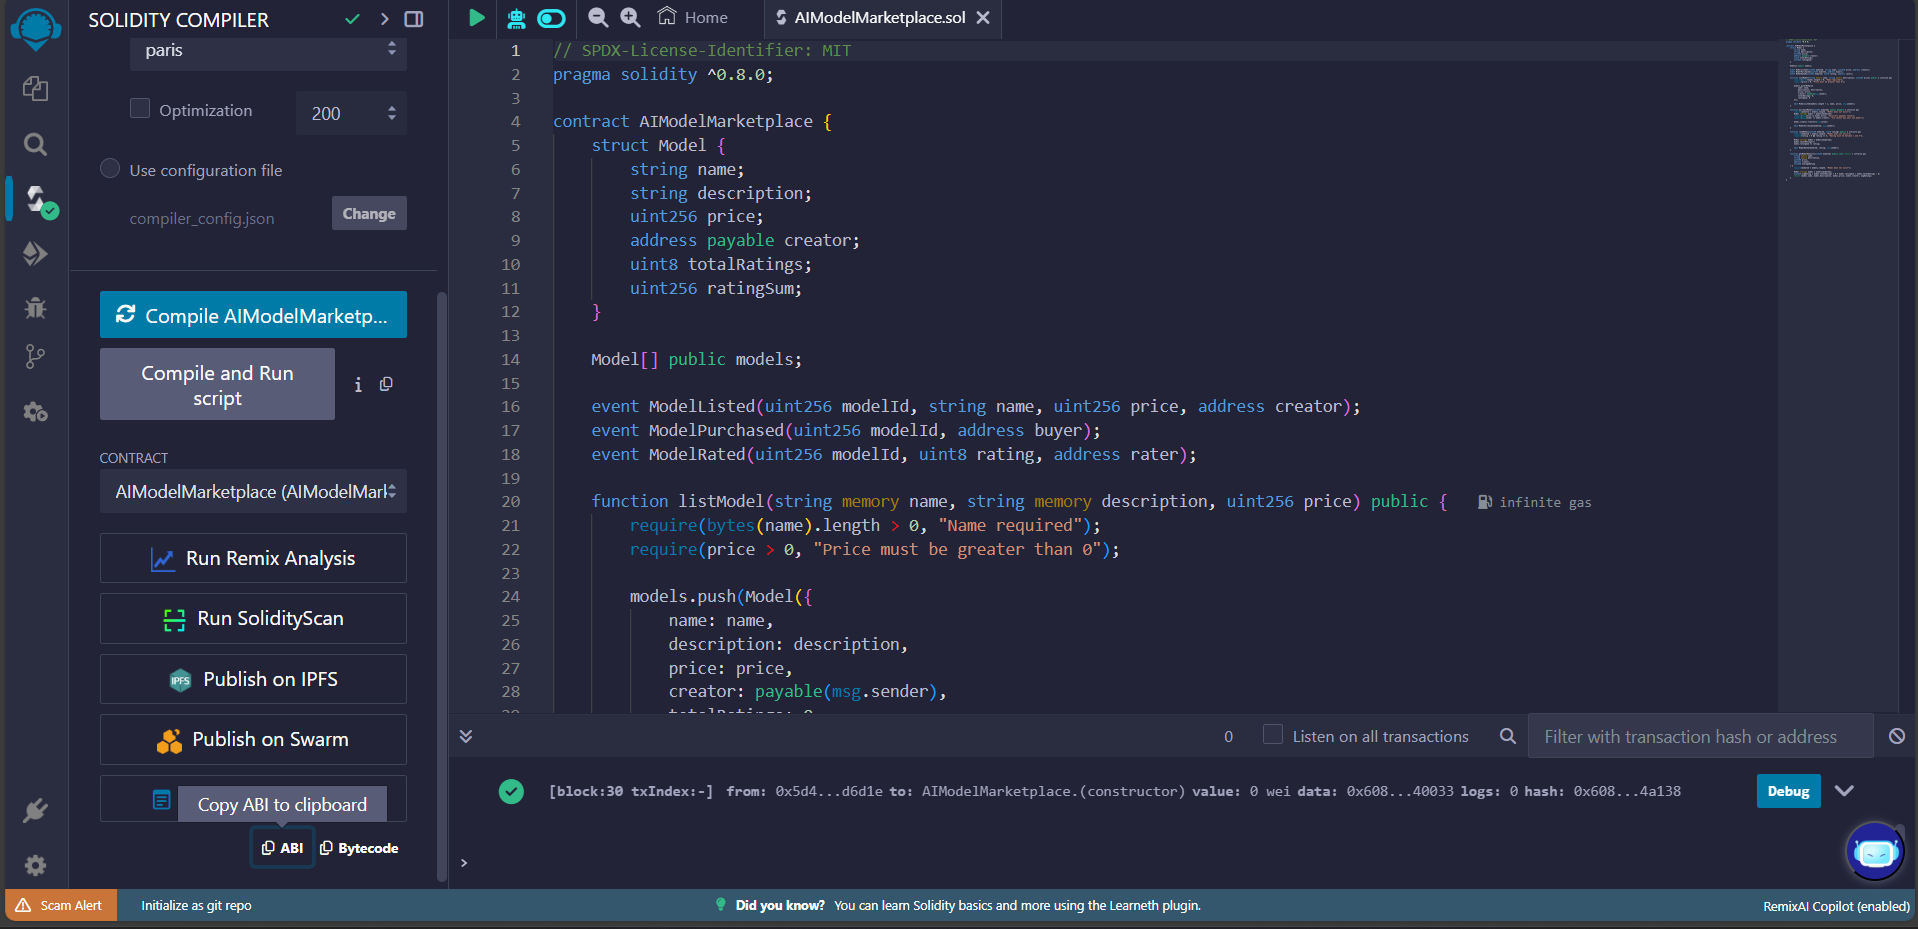 SOLIDITY COMPILER
paris
Optimization
200
Use configuration file
compiler_config.json
Change
Compile AIModelMarketp...
Compile and Run
script
i
CONTRACT
AIModelMarketplace (AIModelMarl
Run Remix Analysis
Run SolidityScan
IPFS
Publish on IPFS
Publish on Swarm
Copy ABI to clipboard
ABI
Bytecode
Home
AIModelMarketplace.sol
1 // SPDX-License-Identifier: MIT
2 pragma solidity ^0.8.0;
3
4 contract AIModelMarketplace {
5 struct Model {
6 string name;
7 string description;
8 uint256 price;
9 address payable creator;
10 uint8 totalRatings;
11 uint256 ratingSum;
12 }
13
14 Model[] public models;
15
16 event ModelListed(uint256 modelId, string name, uint256 price, address creator);
17 event ModelPurchased(uint256 modelId, address buyer);
18 event ModelRated(uint256 modelId, uint8 rating, address rater);
19
20 function listModel(string memory name, string memory description, uint256 price) public { infinite gas
21 require(bytes(name).length > 0, "Name required");
22 require(price > 0, "Price must be greater than 0");
23
24 models.push(Model({
25 name: name,
26 description: description,
27 price: price,
28 creator: payable(msg.sender),
0
Listen on all transactions
Filter with transaction hash or address
[block:30 txIndex:-] from: 0x5d4...d6d1e to: AIModelMarketplace.(constructor) value: 0 wei data: 0x608...40033 logs: 0 hash: 0x608...4a138
Debug
>
Scam Alert
Initialize as git repo
Did you know? You can learn Solidity basics and more using the Learneth plugin.
RemixAI Copilot (enabled)